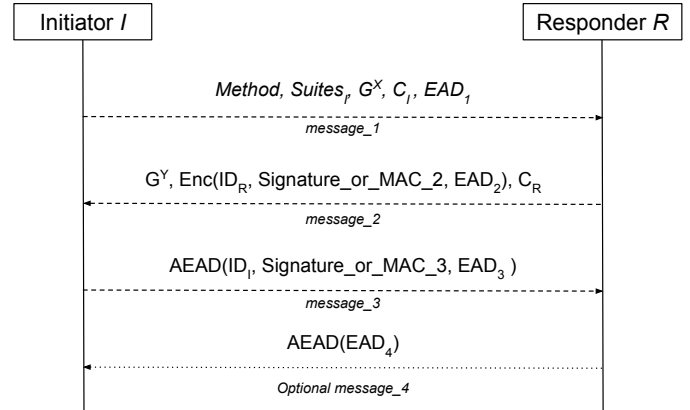 Initiator I
Responder R
Method, Suites_I, G^X, C_I, EAD_1
message_1
G^Y, Enc(ID_R, Signature_or_MAC_2, EAD_2), C_R
message_2
AEAD(ID_I, Signature_or_MAC_3, EAD_3 )
message_3
AEAD(EAD_4)
Optional message_4